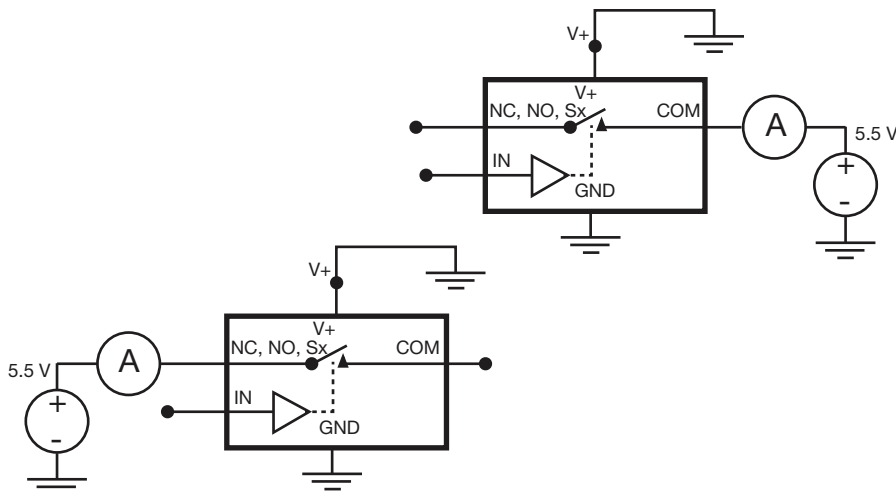 V+
V+
NC, NO, Sx
COM
A
5.5 V
IN
+
-
GND
V+
V+
NC, NO, Sx
COM
A
5.5 V
IN
+
-
GND